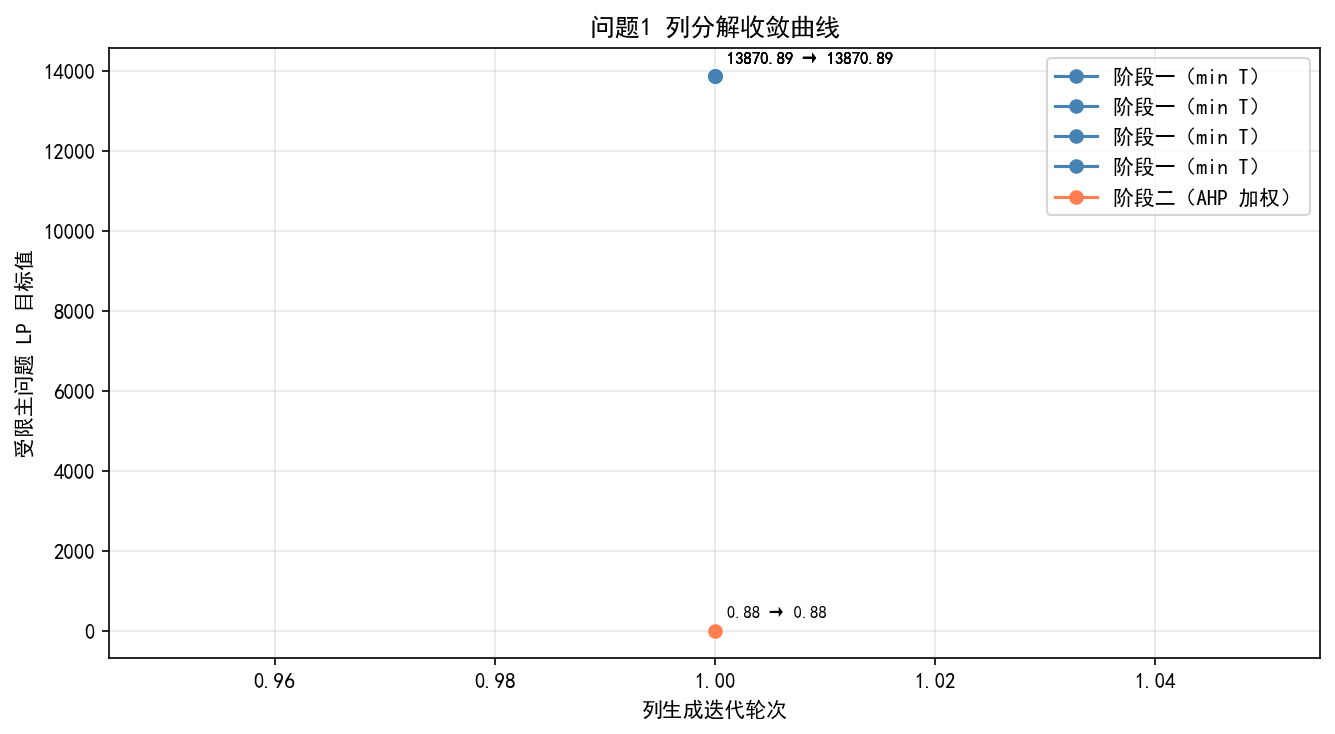 问题1 列分解收敛曲线
13870.89 → 13870.89
阶段一（min T）
阶段一（min T）
阶段一（min T）
阶段一（min T）
阶段二（AHP 加权）
受限主问题 LP 目标值
14000
12000
10000
8000
6000
4000
2000
0
0.88 → 0.88
0.96
0.98
1.00
1.02
1.04
列生成迭代轮次